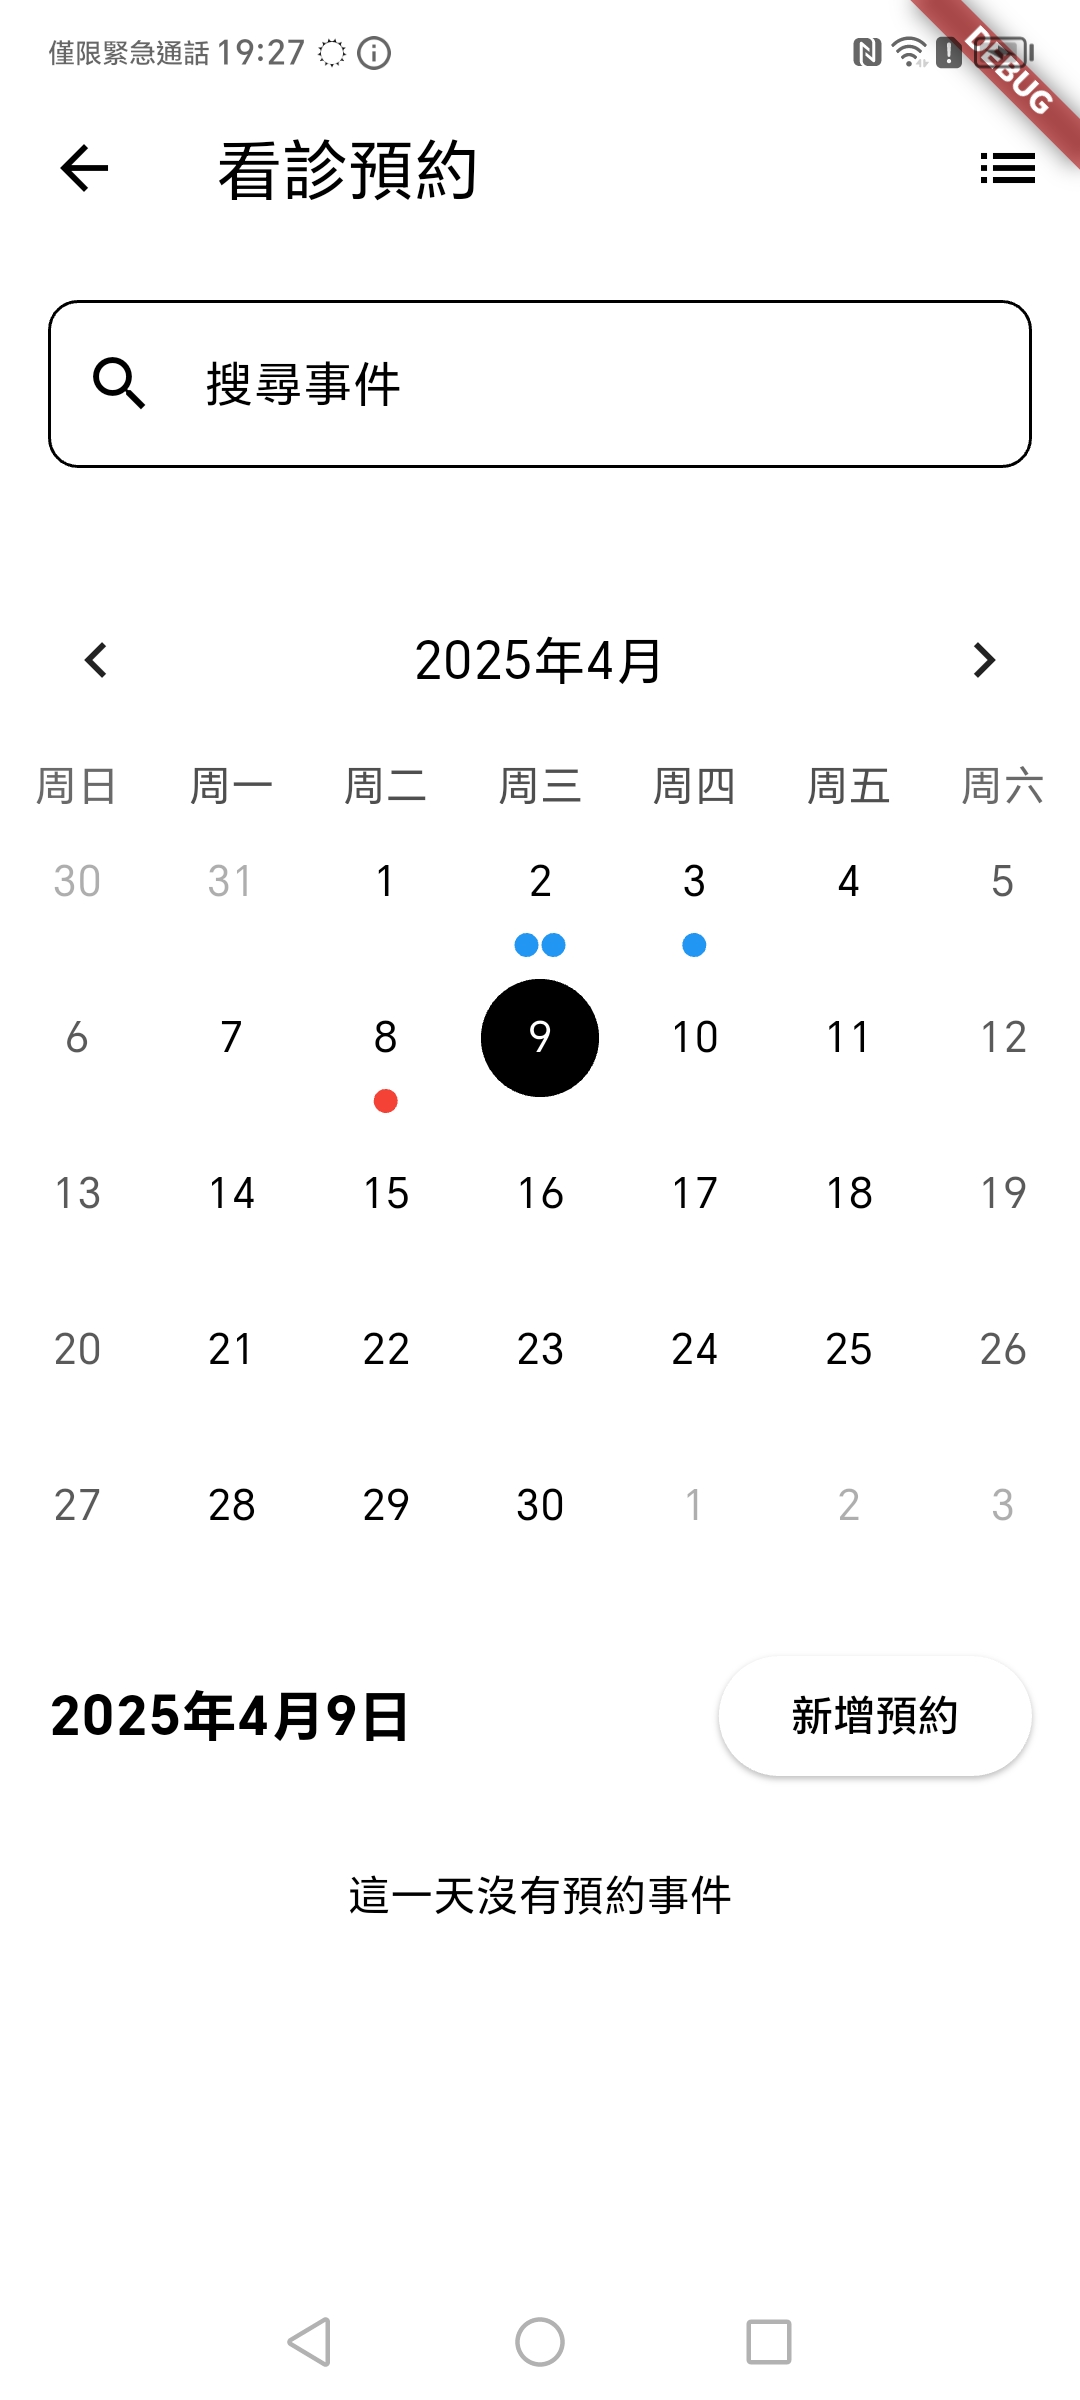 僅限緊急通話 19:27
DEBUG
看診預約
搜尋事件
2025年4月
周日 周一 周二 周三 周四 周五 周六
30 31 1 2 3 4 5
6 7 8 9 10 11 12
13 14 15 16 17 18 19
20 21 22 23 24 25 26
27 28 29 30 1 2 3
2025年4月9日 新增預約
這一天沒有預約事件